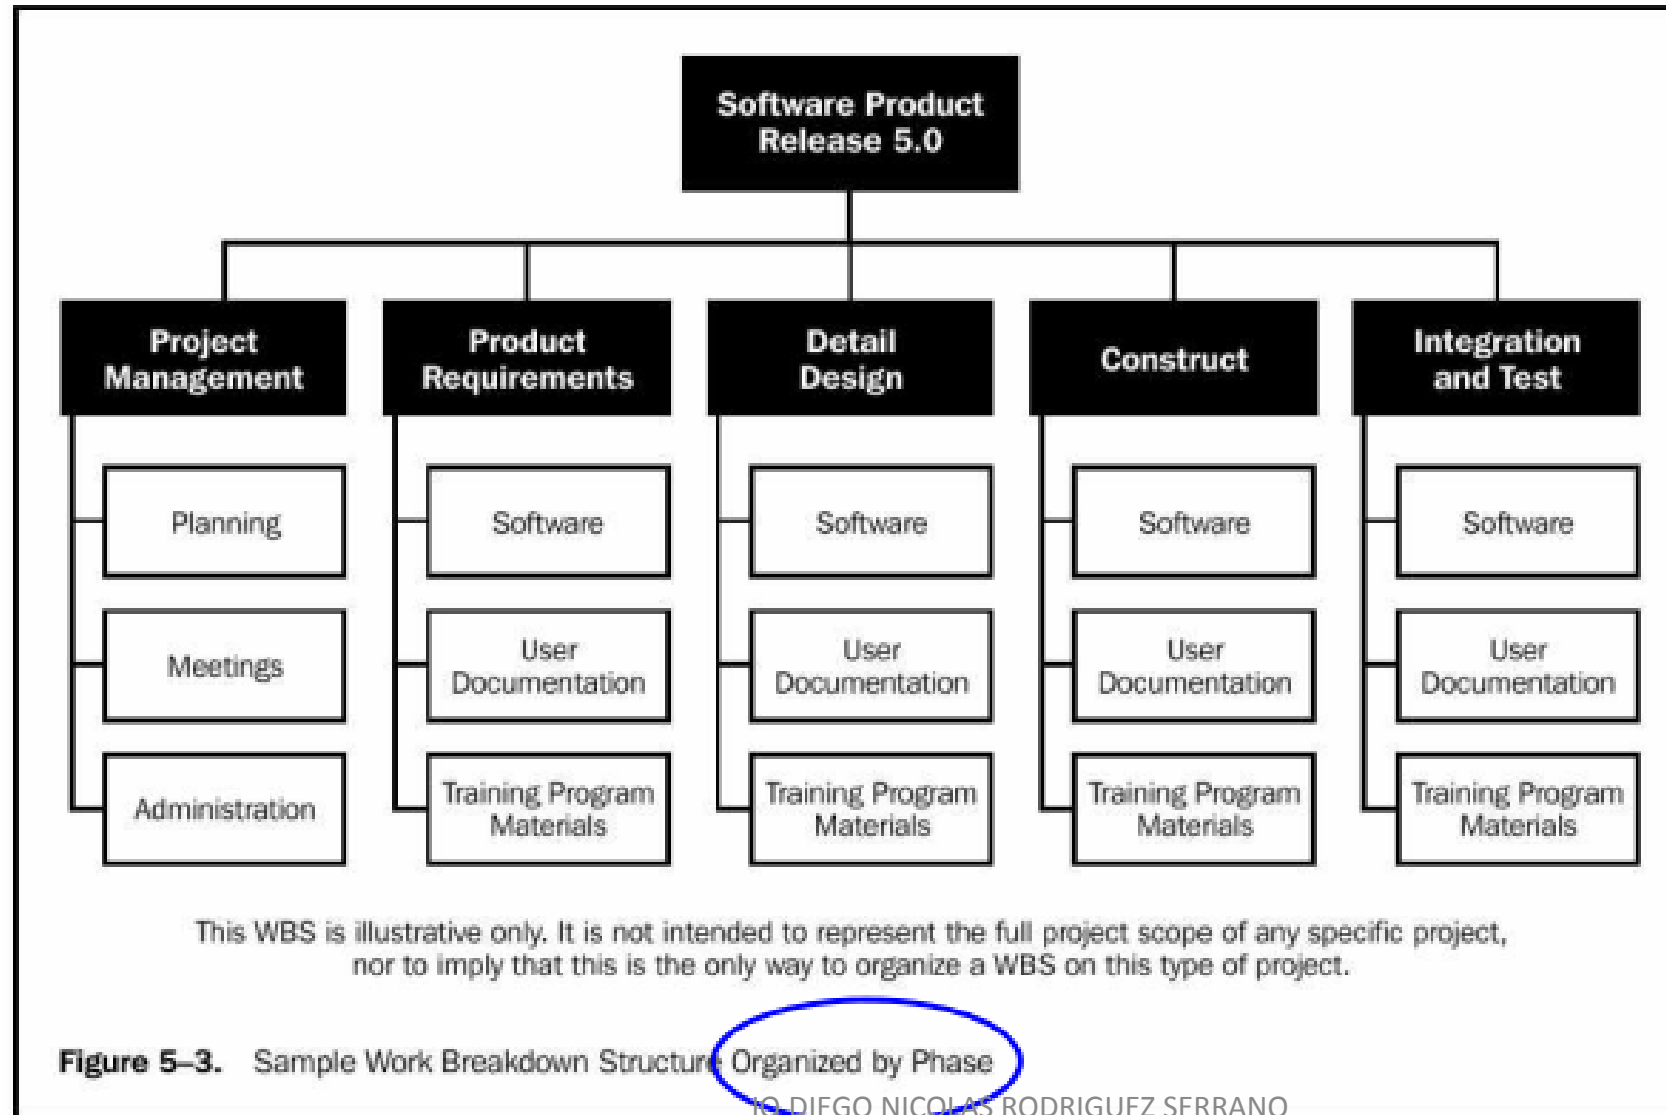 Software Product
Release 5.0
Project
Management
Product
Requirements
Detail
Design
Construct
Integration
and Test
Planning
Software
Software
Software
Software
Meetings
User
Documentation
User
Documentation
User
Documentation
User
Documentation
Administration
Training Program
Materials
Training Program
Materials
Training Program
Materials
Training Program
Materials
This WBS is illustrative only. It is not intended to represent the full project scope of any specific project,
nor to imply that this is the only way to organize a WBS on this type of project.
Figure 5–3. Sample Work Breakdown Structure Organized by Phase
DIEGO NICOLAS RODRIGUEZ SERRANO